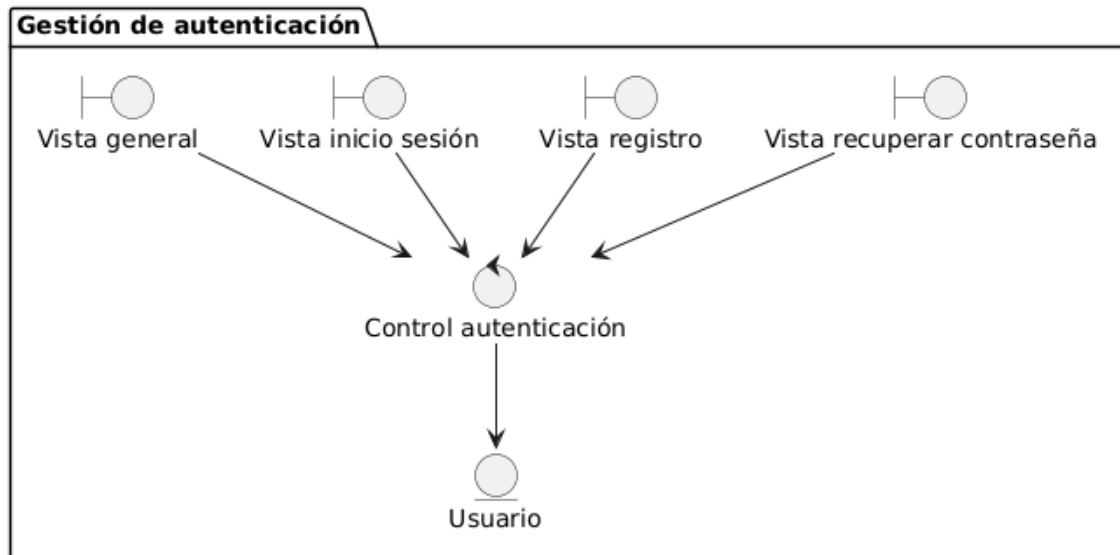 Gestión de autenticación
Vista general
Vista inicio sesión
Vista registro
Vista recuperar contraseña
Control autenticación
Usuario